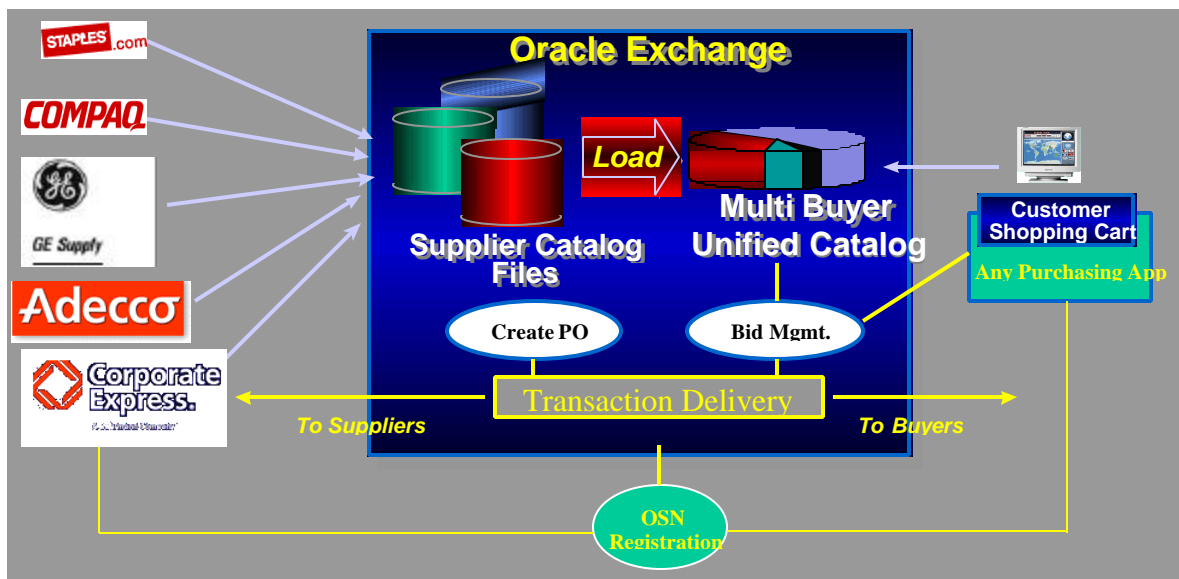 STAPLES.com
COMPAQ
GE
GE Supply
Adecco
Corporate
Express.
Oracle Exchange
Load
Supplier Catalog
Files
Multi Buyer
Unified Catalog
Create PO
Bid Mgmt.
Transaction Delivery
To Suppliers
To Buyers
Customer
Shopping Cart
Any Purchasing App
OSN
Registration